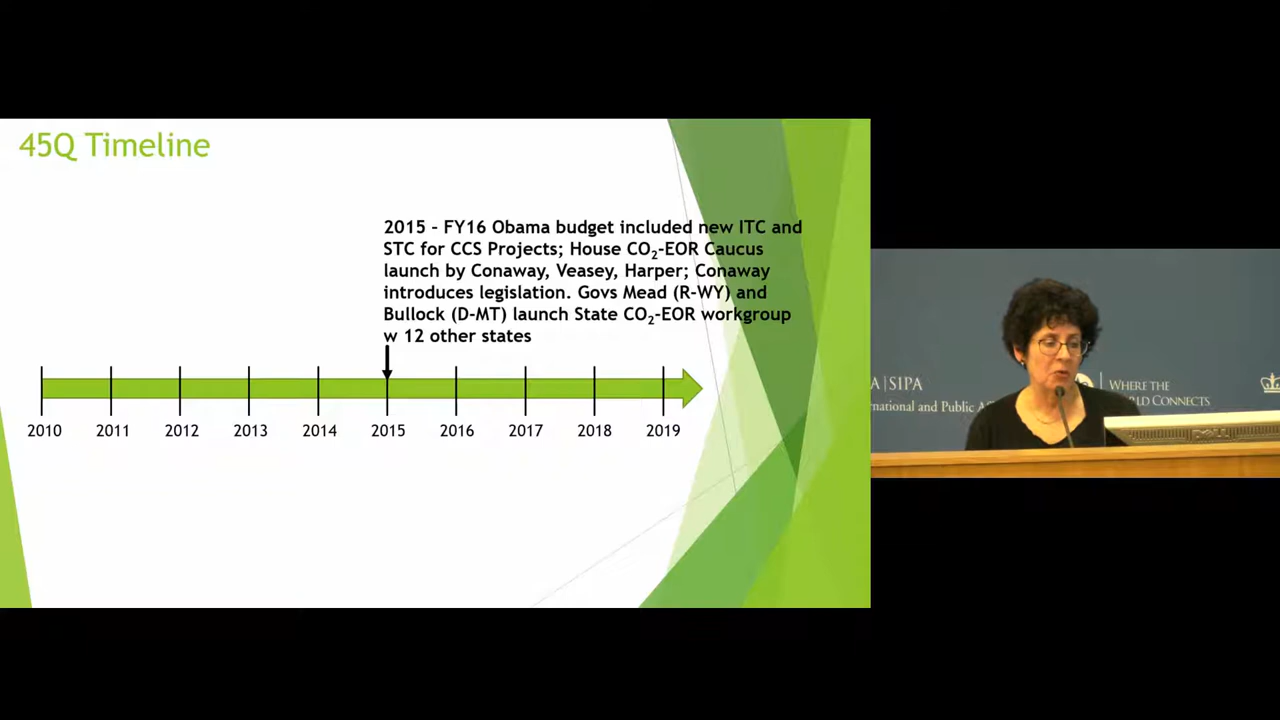 45Q Timeline
2015 – FY16 Obama budget included new ITC and
STC for CCS Projects; House CO₂-EOR Caucus
launch by Conaway, Veasey, Harper; Conaway
introduces legislation. Govs Mead (R-WY) and
Bullock (D-MT) launch State CO₂-EOR workgroup
w 12 other states
2010 2011 2012 2013 2014 2015 2016 2017 2018 2019
A | SIPA
national and Public A
WHERE THE
LD CONNECTS